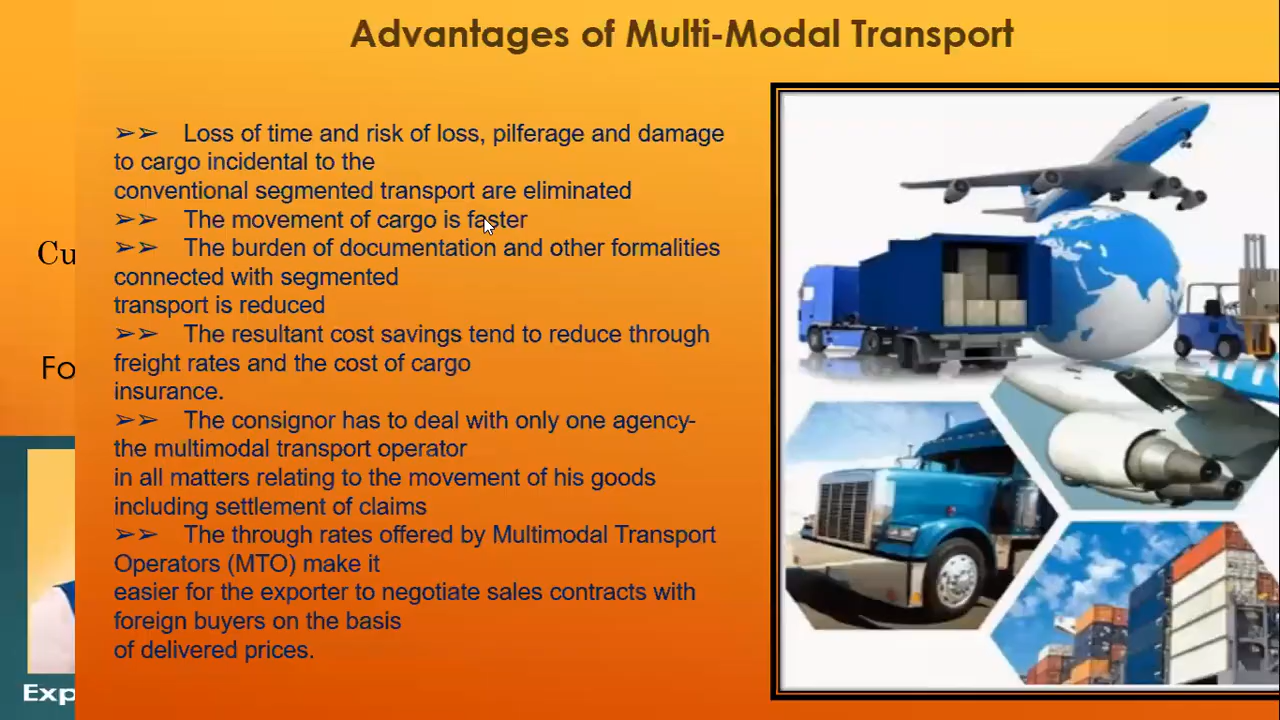 Advantages of Multi-Modal Transport
➢➢ Loss of time and risk of loss, pilferage and damage
to cargo incidental to the
conventional segmented transport are eliminated
➢➢ The movement of cargo is faster
➢➢ The burden of documentation and other formalities
connected with segmented
transport is reduced
➢➢ The resultant cost savings tend to reduce through
freight rates and the cost of cargo
insurance.
➢➢ The consignor has to deal with only one agency-
the multimodal transport operator
in all matters relating to the movement of his goods
including settlement of claims
➢➢ The through rates offered by Multimodal Transport
Operators (MTO) make it
easier for the exporter to negotiate sales contracts with
foreign buyers on the basis
of delivered prices.
Cu
Fo
Exp